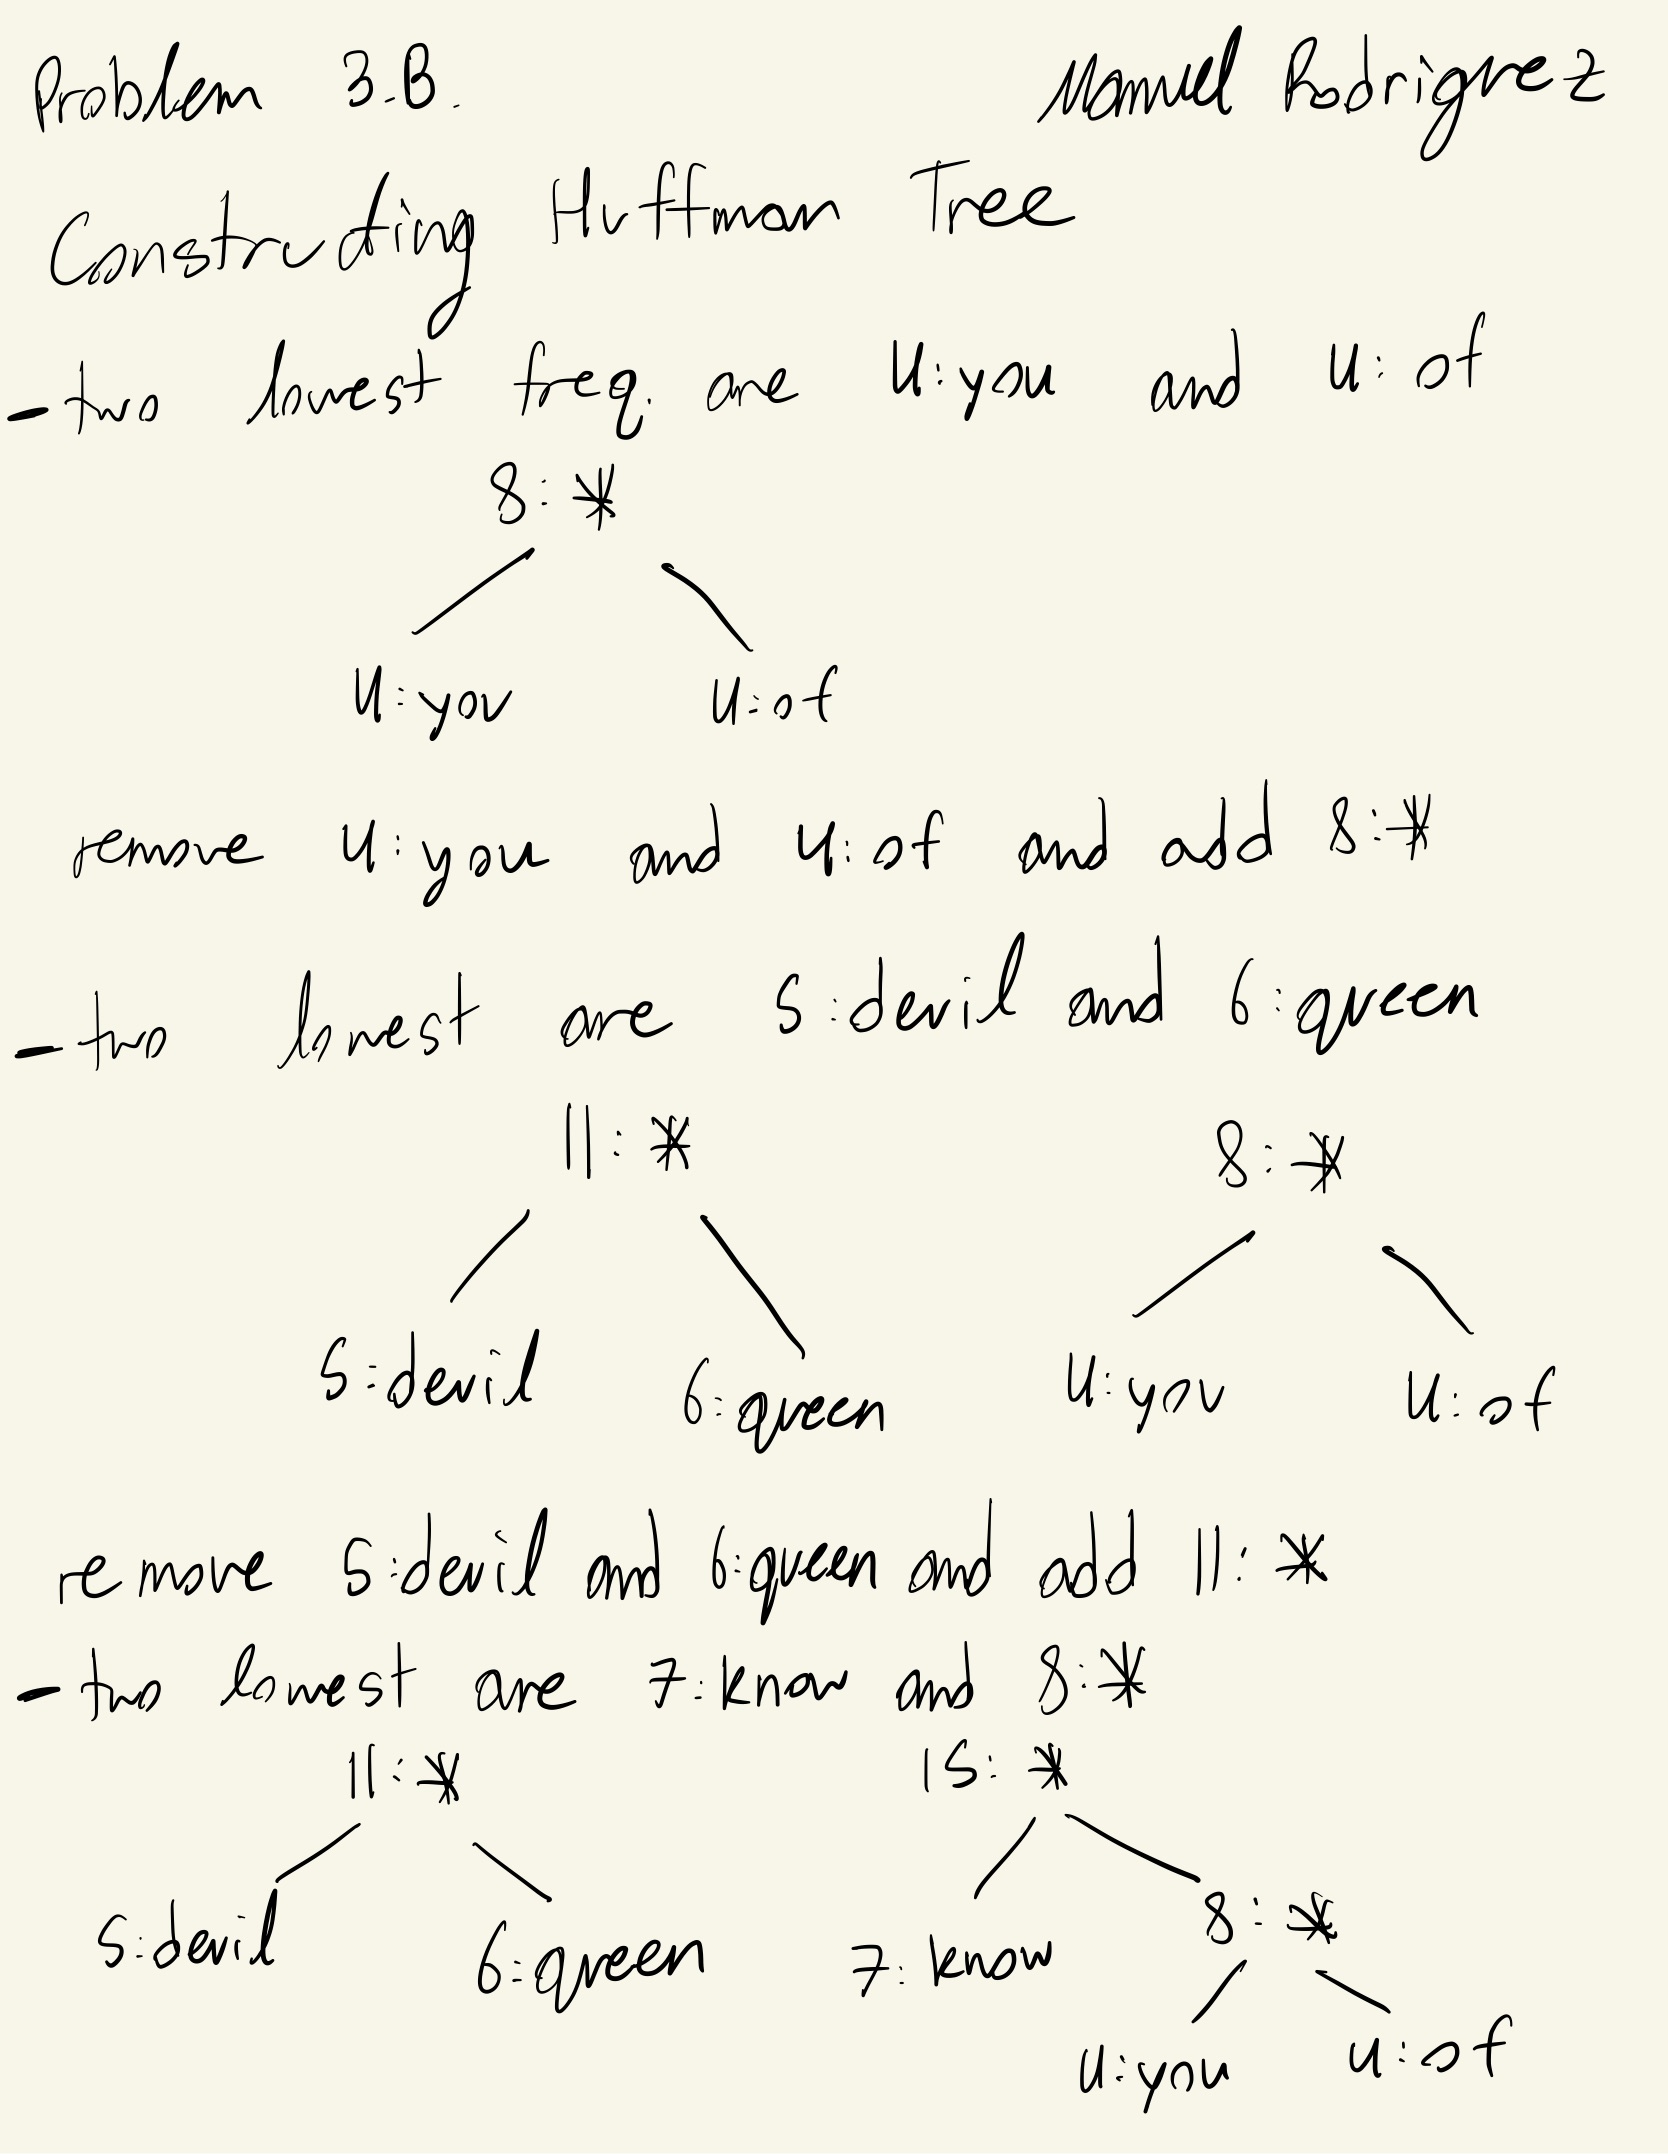 Problem 3.B. Manuel Rodriguez
Constructing Huffman Tree
- two lowest freq. are 4:you and 4:of
8:*
4:you 4:of
remove 4:you and 4:of and add 8:*
- two lowest are 5:devil and 6:queen
11:* 8:*
5:devil 6:queen 4:you 4:of
remove 5:devil and 6:queen and add 11:*
- two lowest are 7:know and 8:*
11:* 15:*
5:devil 6:queen 7:know 8:*
4:you 4:of